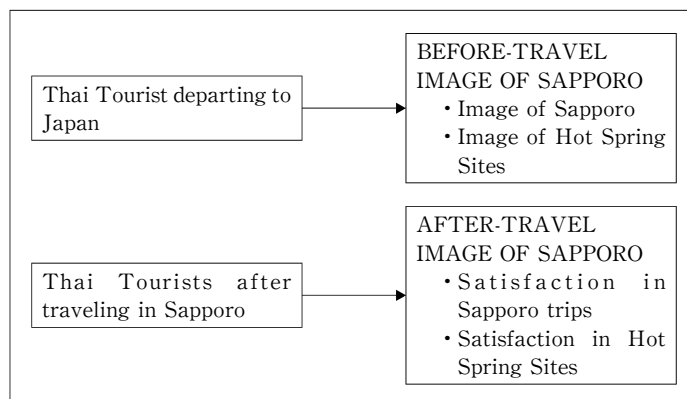 Thai Tourist departing to
Japan
BEFORE-TRAVEL
IMAGE OF SAPPORO
・Image of Sapporo
・Image of Hot Spring
Sites
Thai Tourists after
traveling in Sapporo
AFTER-TRAVEL
IMAGE OF SAPPORO
・Satisfaction in
Sapporo trips
・Satisfaction in Hot
Spring Sites